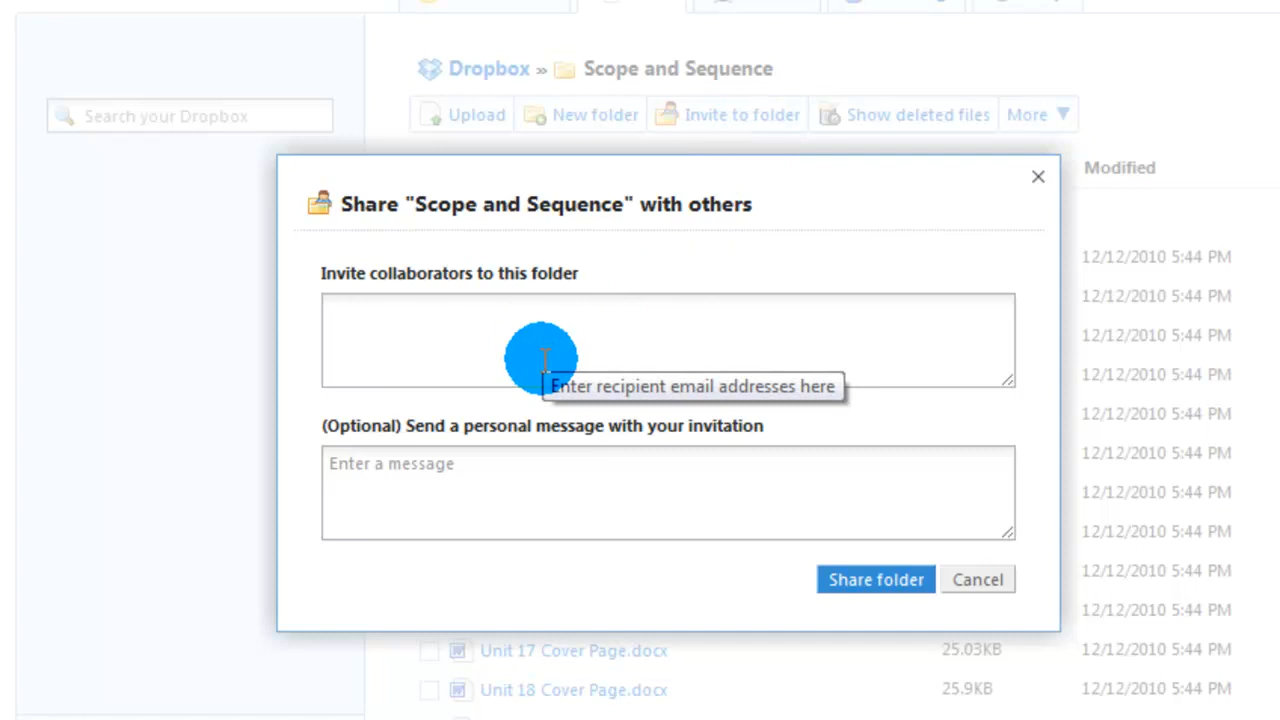 Dropbox » Scope and Sequence
Search your Dropbox
Upload New folder Invite to folder Show deleted files More
Modified
Share "Scope and Sequence" with others
Invite collaborators to this folder
12/12/2010 5:44 PM
12/12/2010 5:44 PM
12/12/2010 5:44 PM
12/12/2010 5:44 PM
Enter recipient email addresses here
12/12/2010 5:44 PM
(Optional) Send a personal message with your invitation
12/12/2010 5:44 PM
Enter a message
12/12/2010 5:44 PM
12/12/2010 5:44 PM
12/12/2010 5:44 PM
Share folder Cancel
12/12/2010 5:44 PM
Unit 17 Cover Page.docx 25.03KB 12/12/2010 5:44 PM
Unit 18 Cover Page.docx 25.9KB 12/12/2010 5:44 PM